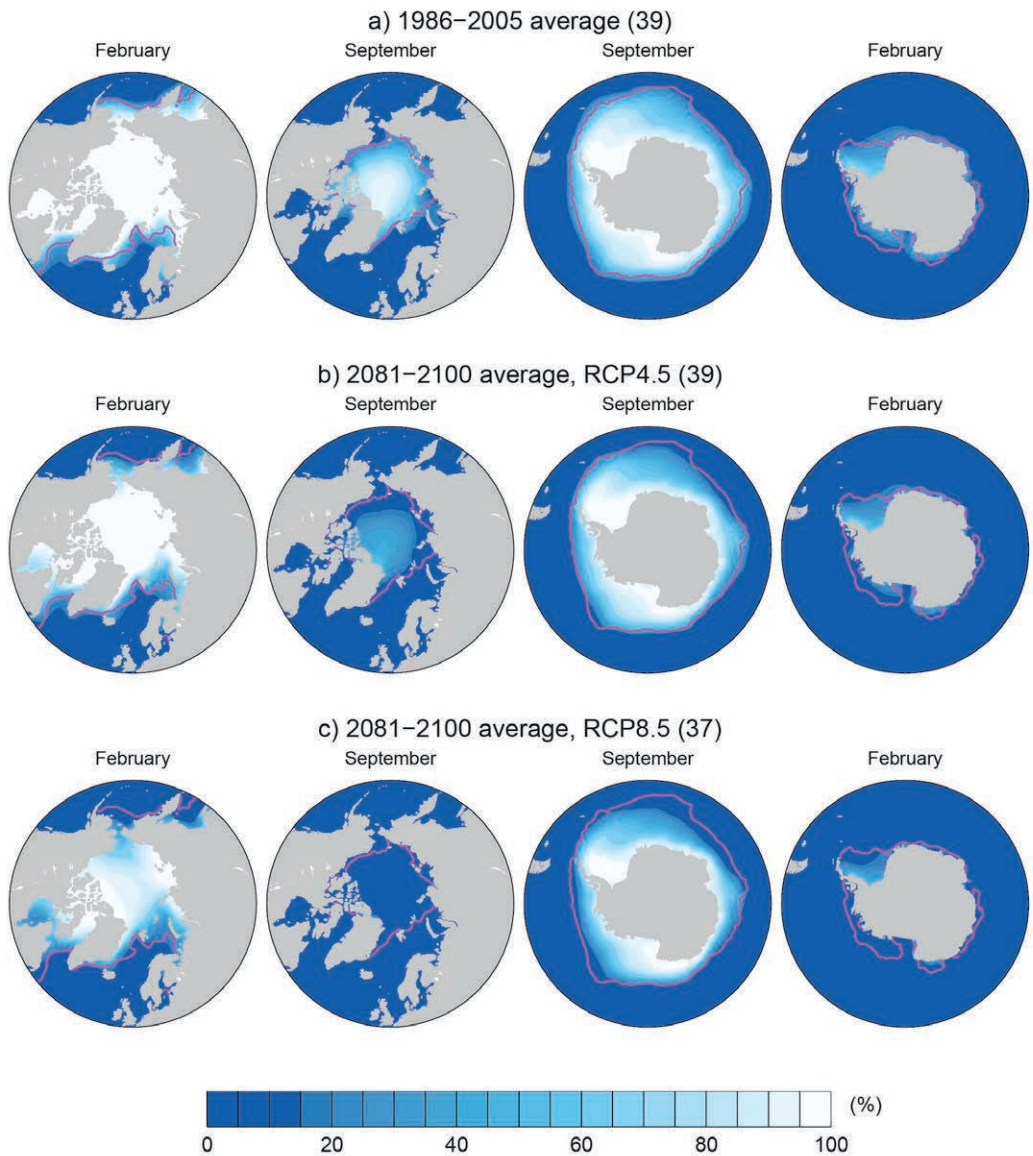 a) 1986−2005 average (39)
February September September February
b) 2081−2100 average, RCP4.5 (39)
February September September February
c) 2081−2100 average, RCP8.5 (37)
February September September February
(%)
0 20 40 60 80 100